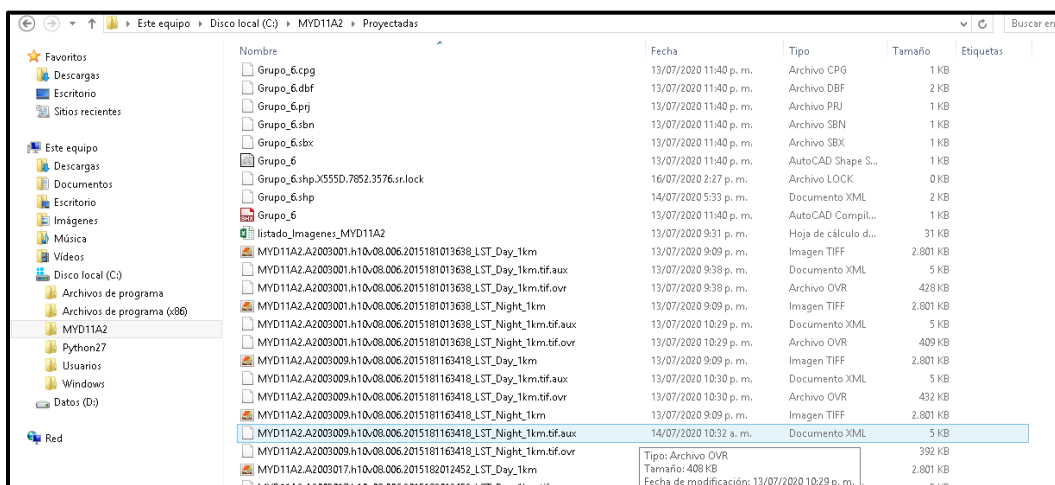 Este equipo Disco local (C:) MYD11A2 Proyectadas Buscar en
Nombre Fecha Tipo Tamaño Etiquetas
Favoritos
Descargas
Escritorio
Sitios recientes
Este equipo
Descargas
Documentos
Escritorio
Imágenes
Música
Vídeos
Disco local (C:)
Archivos de programa
Archivos de programa (x86)
MYD11A2
Python27
Usuarios
Windows
Datos (D:)
Red
Grupo_6.cpg 13/07/2020 11:40 p. m. Archivo CPG 1 KB
Grupo_6.dbf 13/07/2020 11:40 p. m. Archivo DBF 2 KB
Grupo_6.prj 13/07/2020 11:40 p. m. Archivo PRJ 1 KB
Grupo_6.sbn 13/07/2020 11:40 p. m. Archivo SBN 1 KB
Grupo_6.sbx 13/07/2020 11:40 p. m. Archivo SBX 1 KB
Grupo_6 13/07/2020 11:40 p. m. AutoCAD Shape S... 1 KB
Grupo_6.shp.X555D.7852.3576.sr.lock 16/07/2020 2:27 p. m. Archivo LOCK 0 KB
Grupo_6.shp 14/07/2020 5:33 p. m. Documento XML 2 KB
Grupo_6 13/07/2020 11:40 p. m. AutoCAD Compil... 1 KB
listado_Imagenes_MYD11A2 13/07/2020 9:31 p. m. Hoja de cálculo d... 31 KB
MYD11A2.A2003001.h10v08.006.2015181013638_LST_Day_1km 13/07/2020 9:09 p. m. Imagen TIFF 2.801 KB
MYD11A2.A2003001.h10v08.006.2015181013638_LST_Day_1km.tif.aux 13/07/2020 9:38 p. m. Documento XML 5 KB
MYD11A2.A2003001.h10v08.006.2015181013638_LST_Day_1km.tif.ovr 13/07/2020 9:38 p. m. Archivo OVR 428 KB
MYD11A2.A2003001.h10v08.006.2015181013638_LST_Night_1km 13/07/2020 9:09 p. m. Imagen TIFF 2.801 KB
MYD11A2.A2003001.h10v08.006.2015181013638_LST_Night_1km.tif.aux 13/07/2020 10:29 p. m. Documento XML 5 KB
MYD11A2.A2003001.h10v08.006.2015181013638_LST_Night_1km.tif.ovr 13/07/2020 10:29 p. m. Archivo OVR 409 KB
MYD11A2.A2003009.h10v08.006.2015181163418_LST_Day_1km 13/07/2020 9:09 p. m. Imagen TIFF 2.801 KB
MYD11A2.A2003009.h10v08.006.2015181163418_LST_Day_1km.tif.aux 13/07/2020 10:30 p. m. Documento XML 5 KB
MYD11A2.A2003009.h10v08.006.2015181163418_LST_Day_1km.tif.ovr 13/07/2020 10:30 p. m. Archivo OVR 432 KB
MYD11A2.A2003009.h10v08.006.2015181163418_LST_Night_1km 13/07/2020 9:09 p. m. Imagen TIFF 2.801 KB
MYD11A2.A2003009.h10v08.006.2015181163418_LST_Night_1km.tif.aux 14/07/2020 10:32 a. m. Documento XML 5 KB
MYD11A2.A2003009.h10v08.006.2015181163418_LST_Night_1km.tif.ovr 392 KB
MYD11A2.A2003017.h10v08.006.2015182012452_LST_Day_1km 2.801 KB
Tipo: Archivo OVR
Tamaño: 408 KB
Fecha de modificación: 13/07/2020 10:29 p. m.